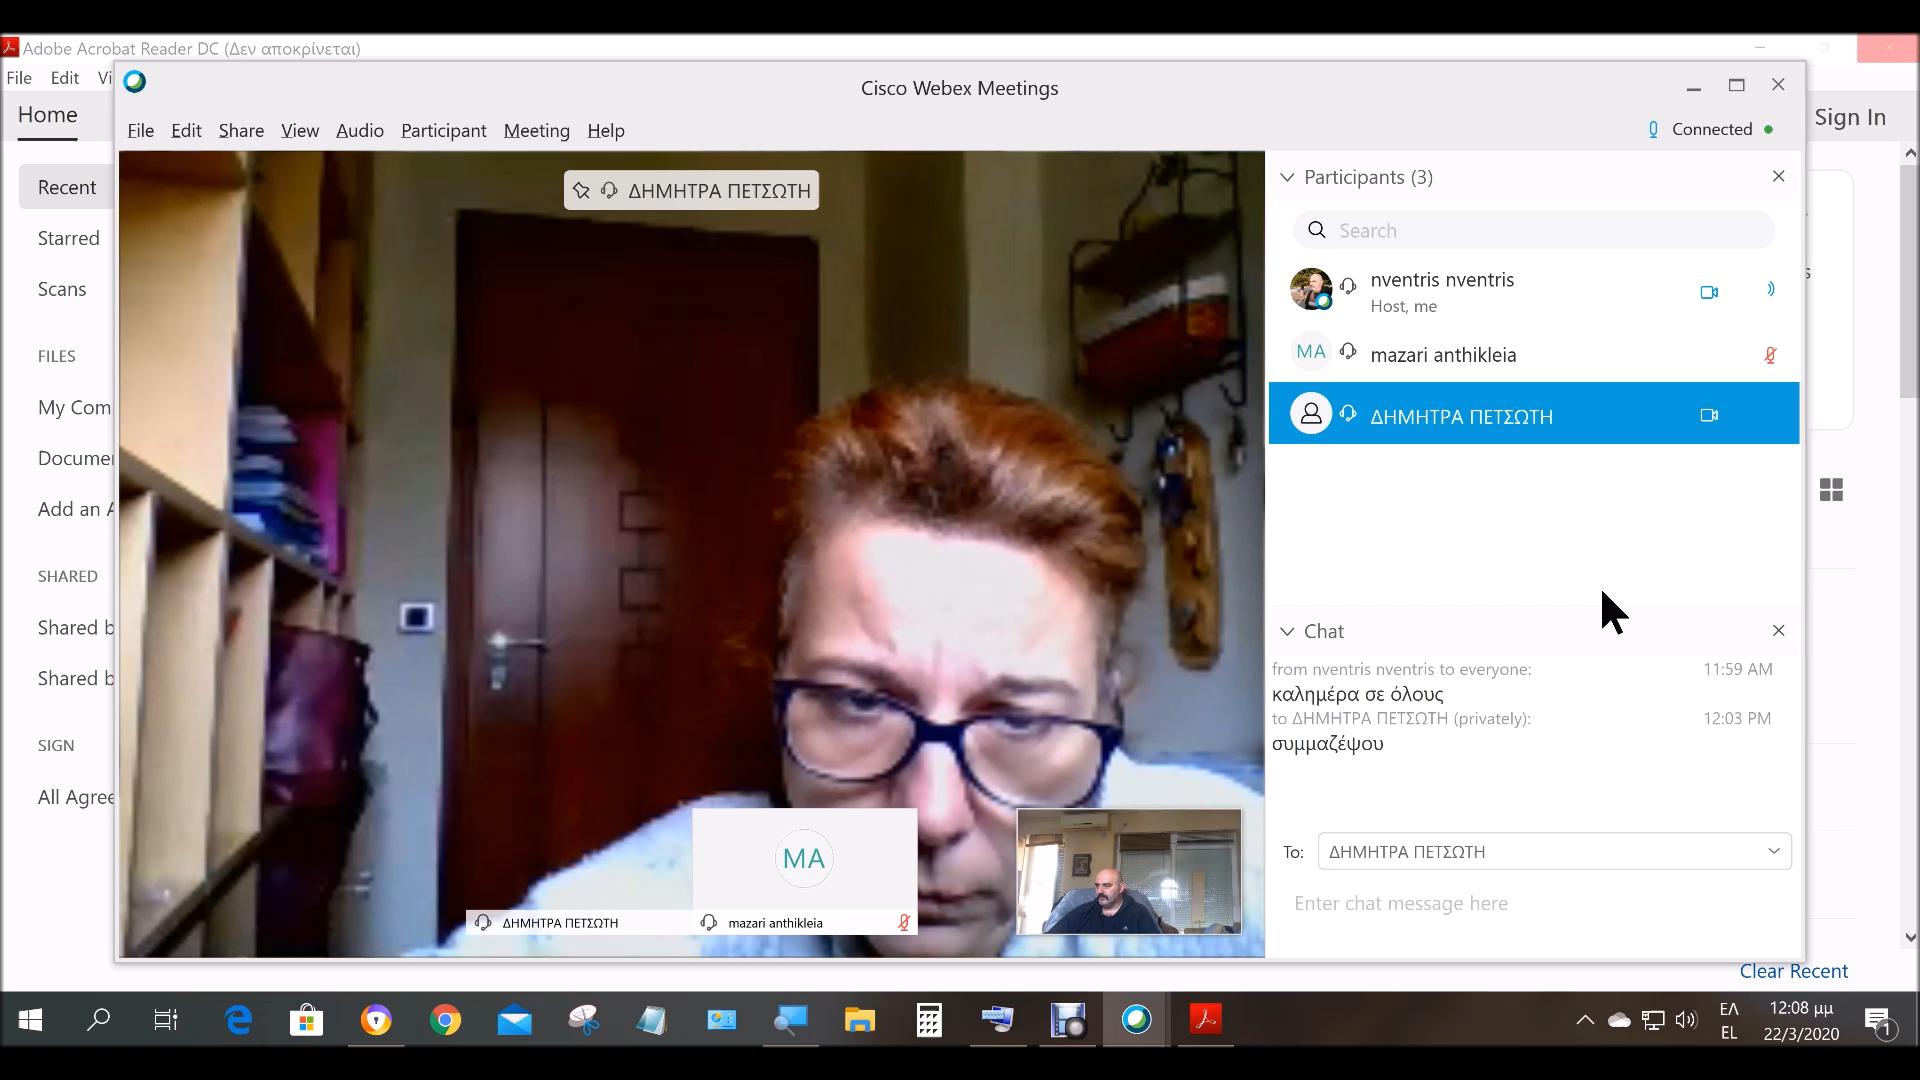 Adobe Acrobat Reader DC (Δεν αποκρίνεται)
File Edit Vi
Home
Sign In
Recent
Starred
Scans
FILES
My Com
Docume
Add an A
SHARED
Shared b
Shared b
SIGN
All Agree
Clear Recent
Cisco Webex Meetings
File Edit Share View Audio Participant Meeting Help
Connected
ΔΗΜΗΤΡΑ ΠΕΤΣΩΤΗ
MA
ΔΗΜΗΤΡΑ ΠΕΤΣΩΤΗ
mazari anthikleia
Participants (3)
Search
nventris nventris
Host, me
MA mazari anthikleia
ΔΗΜΗΤΡΑ ΠΕΤΣΩΤΗ
Chat
from nventris nventris to everyone: 11:59 AM
καλημέρα σε όλους
to ΔΗΜΗΤΡΑ ΠΕΤΣΩΤΗ (privately): 12:03 PM
συμμαζέψου
To: ΔΗΜΗΤΡΑ ΠΕΤΣΩΤΗ
Enter chat message here
ΕΛ 12:08 μμ
EL 22/3/2020
1